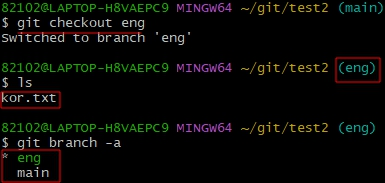 82102@LAPTOP-H8VAEPC9 MINGW64 ~/git/test2 (main)
$ git checkout eng
Switched to branch 'eng'
82102@LAPTOP-H8VAEPC9 MINGW64 ~/git/test2 (eng)
$ ls
kor.txt
82102@LAPTOP-H8VAEPC9 MINGW64 ~/git/test2 (eng)
$ git branch -a
* eng
main